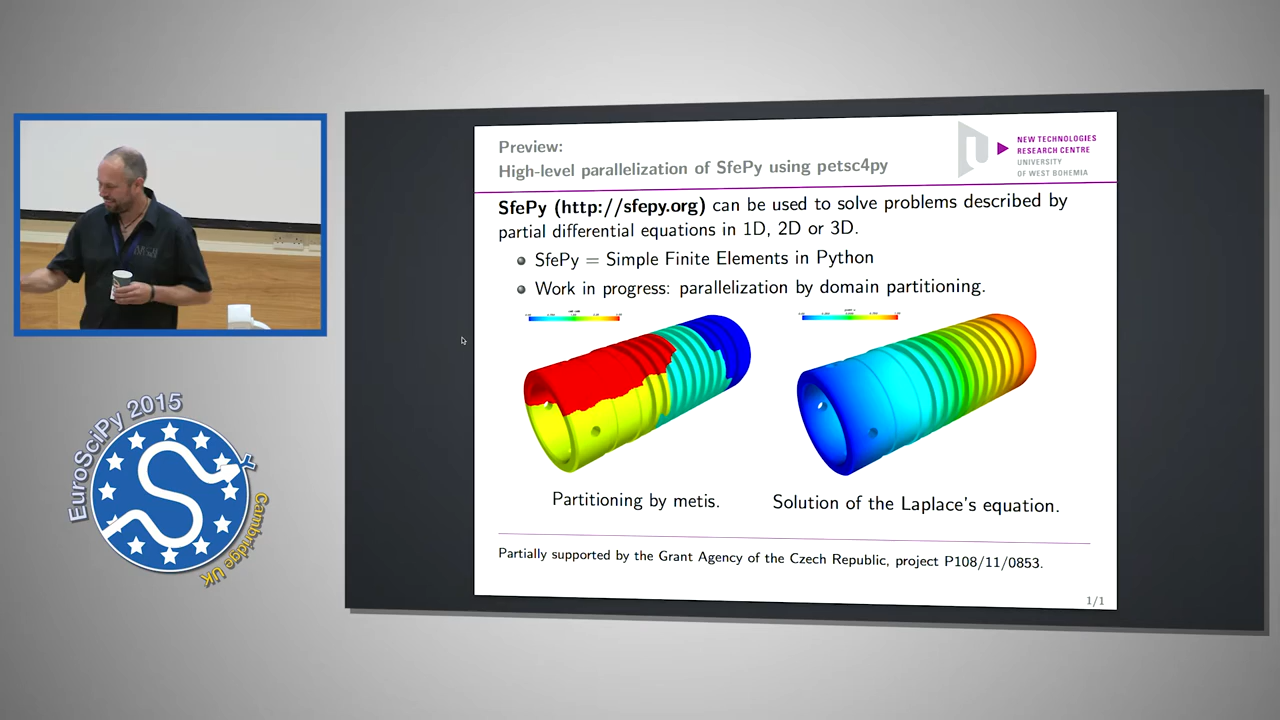 Preview:
High-level parallelization of SfePy using petsc4py
NEW TECHNOLOGIES
RESEARCH CENTRE
UNIVERSITY
OF WEST BOHEMIA
SfePy (http://sfepy.org) can be used to solve problems described by
partial differential equations in 1D, 2D or 3D.
SfePy = Simple Finite Elements in Python
Work in progress: parallelization by domain partitioning.
Partitioning by metis.
Solution of the Laplace's equation.
Partially supported by the Grant Agency of the Czech Republic, project P108/11/0853.
1/1
EuroSciPy 2015
Cambridge UK